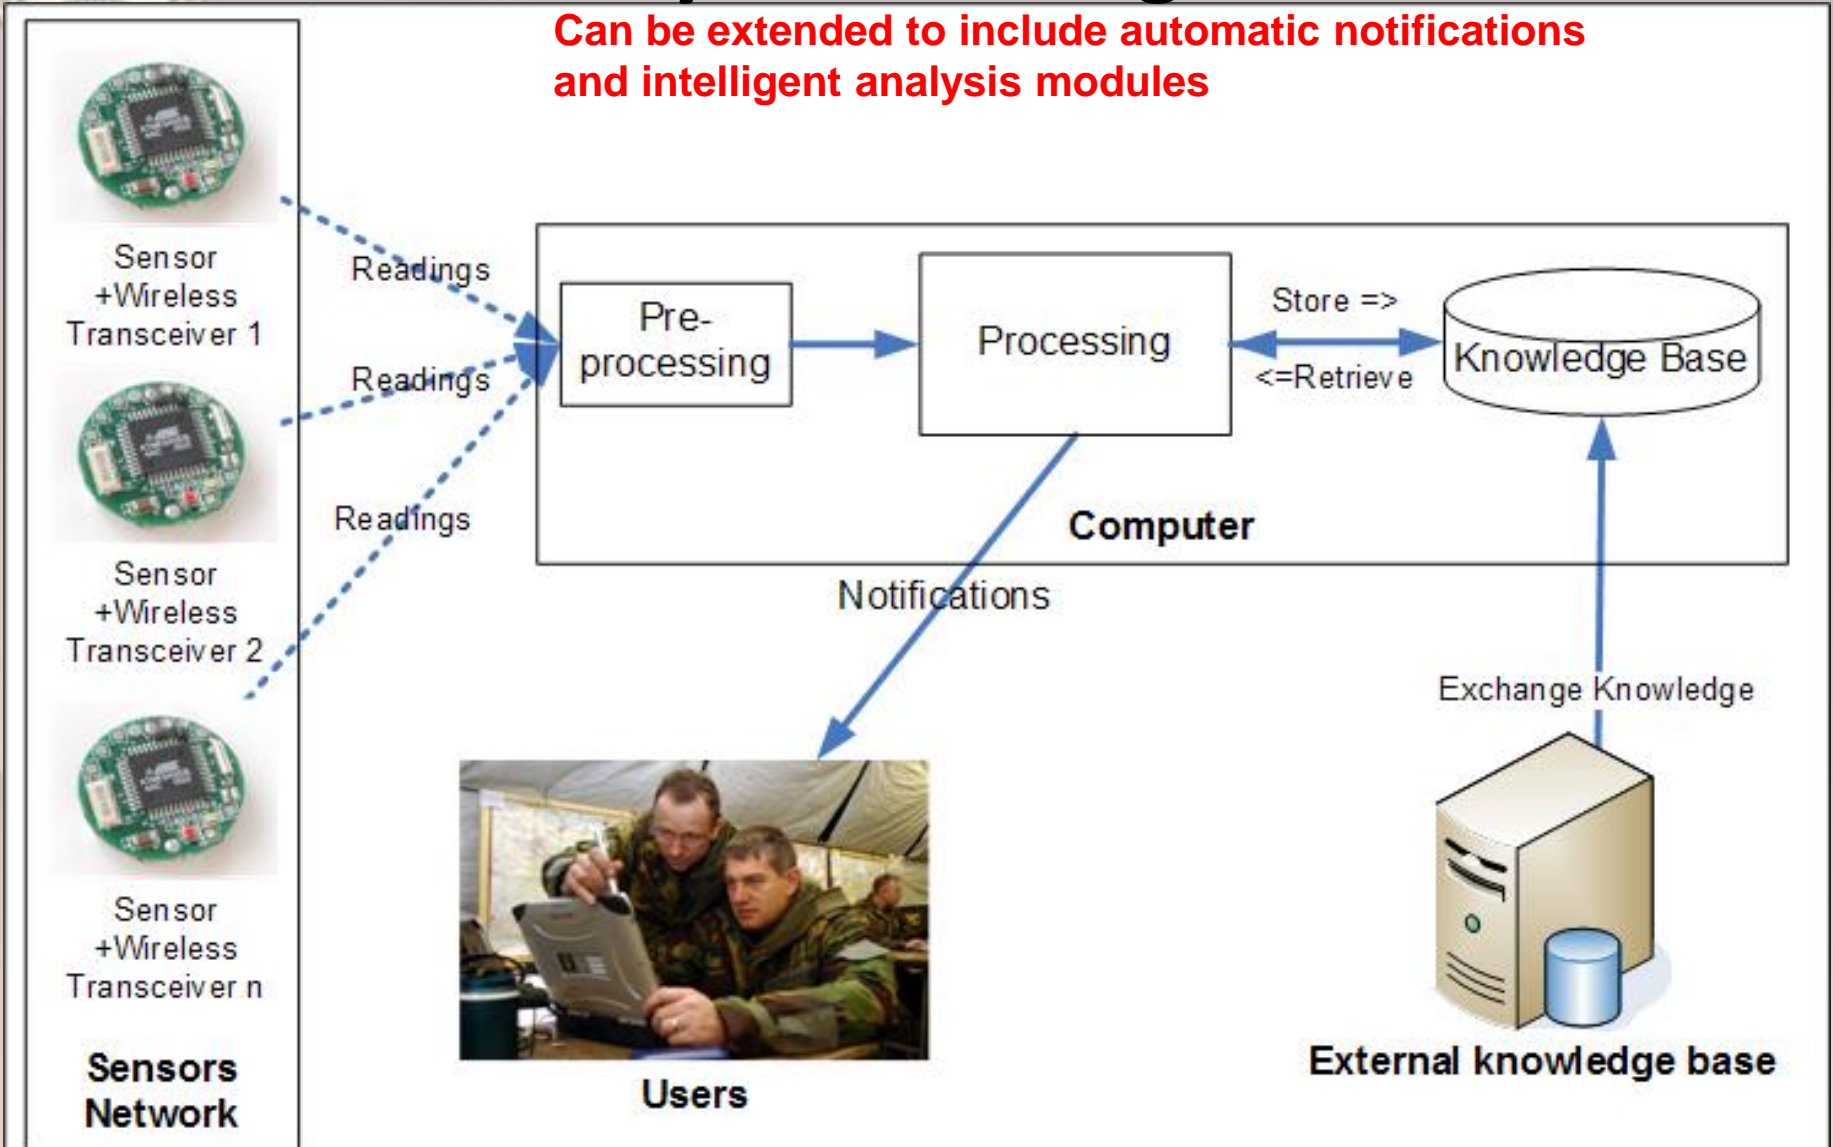 Can be extended to include automatic notifications
and intelligent analysis modules
Sensor
+Wireless
Transceiver 1
Sensor
+Wireless
Transceiver 2
Sensor
+Wireless
Transceiver n
Sensors
Network
Readings
Readings
Readings
Pre-
processing
Processing
Store =>
<=Retrieve
Knowledge Base
Computer
Notifications
Users
Exchange Knowledge
External knowledge base